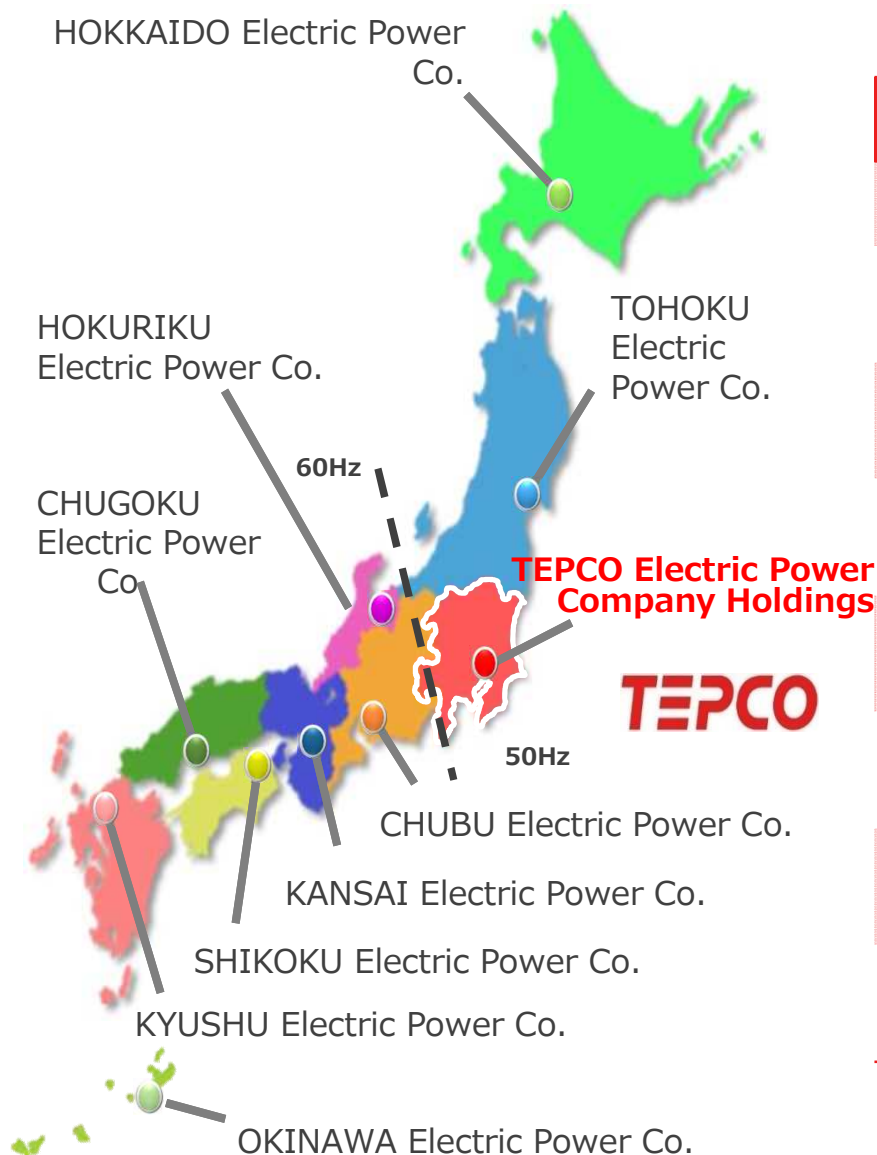 HOKKAIDO Electric Power
Co.
HOKURIKU
Electric Power Co.
TOHOKU
Electric
Power Co.
60Hz
CHUGOKU
Electric Power
Co
TEPCO Electric Power
Company Holdings
TEPCO
50Hz
CHUBU Electric Power Co.
KANSAI Electric Power Co.
SHIKOKU Electric Power Co.
KYUSHU Electric Power Co.
OKINAWA Electric Power Co.